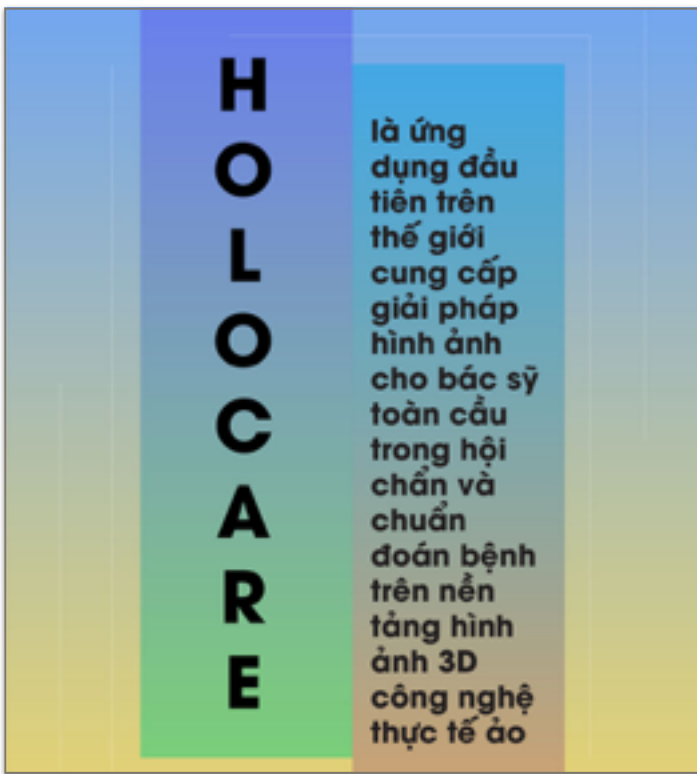 HOLOCARE
là ứng
dụng đầu
tiên trên
thế giới
cung cấp
giải pháp
hình ảnh
cho bác sỹ
toàn cầu
trong hội
chẩn và
chuẩn
đoán bệnh
trên nền
tảng hình
ảnh 3D
công nghệ
thực tế ảo